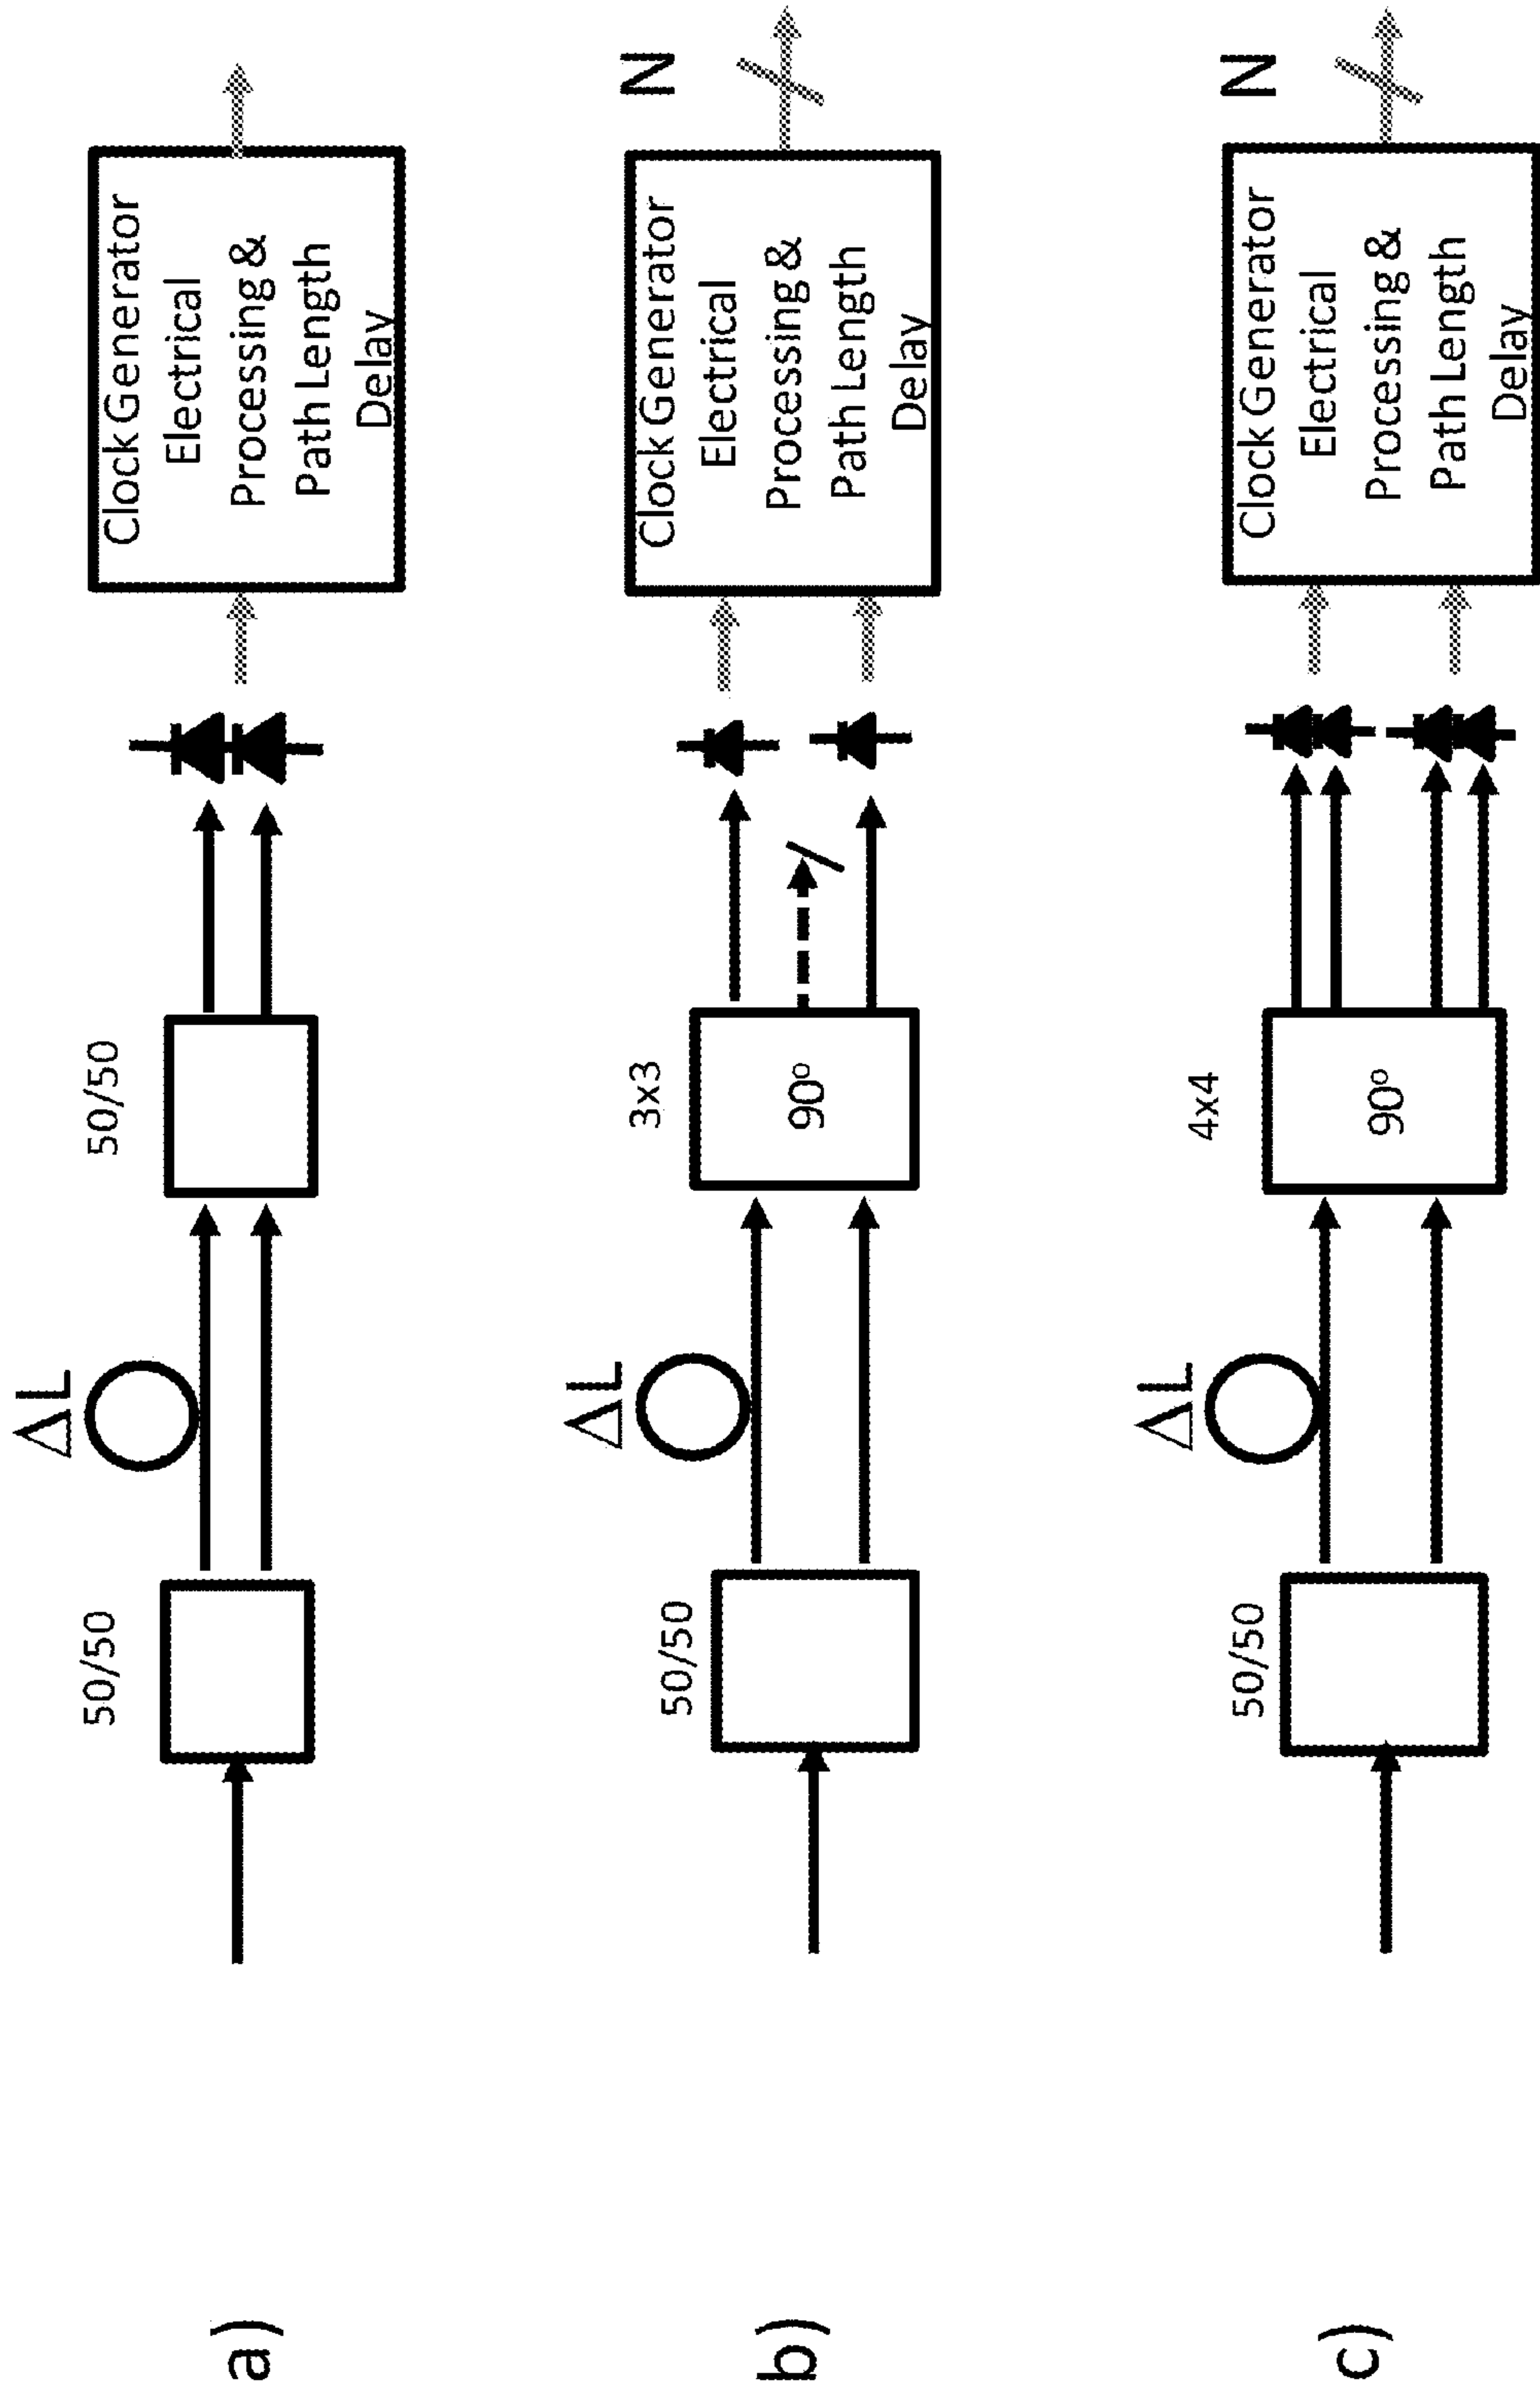 a)
50/50
ΔL
50/50
Clock Generator
Electrical
Processing &
Path Length
Delay
b)
50/50
ΔL
3x3
90°
Clock Generator
Electrical
Processing &
Path Length
Delay
N
c)
50/50
ΔL
4x4
90°
Clock Generator
Electrical
Processing &
Path Length
Delay
N